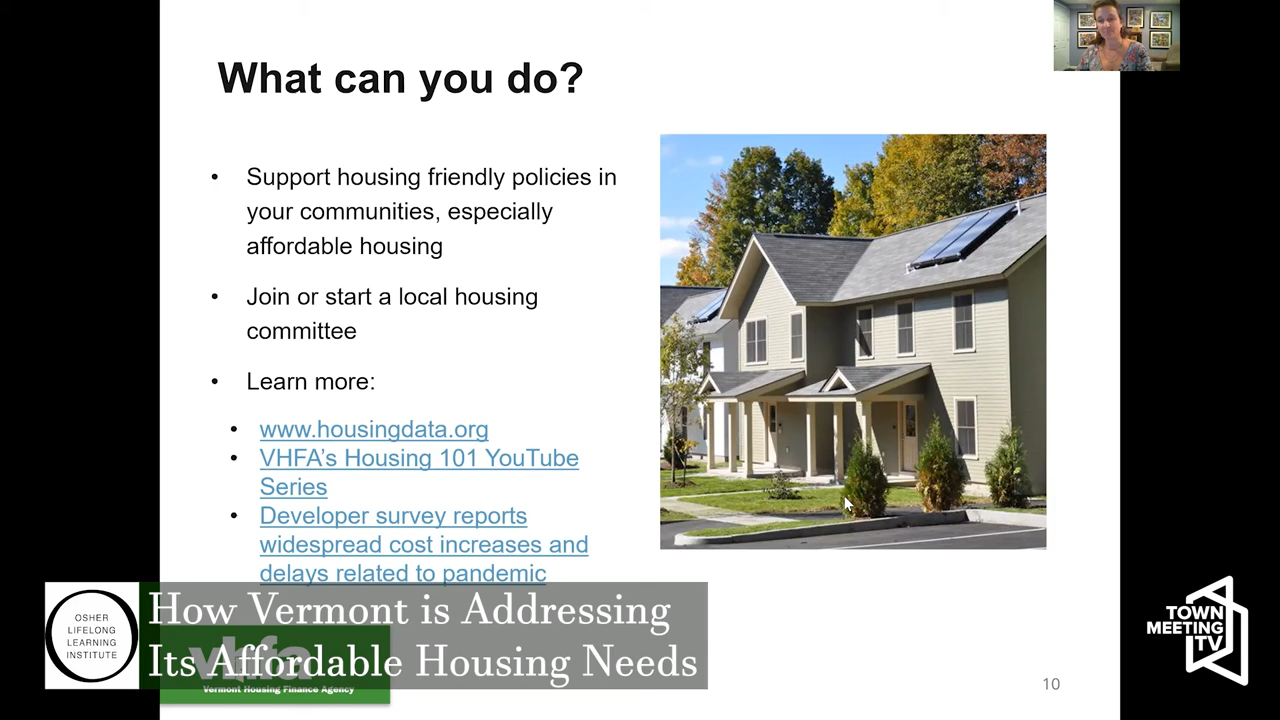 What can you do?
• Support housing friendly policies in
your communities, especially
affordable housing
• Join or start a local housing
committee
• Learn more:
• www.housingdata.org
• VHFA's Housing 101 YouTube
Series
• Developer survey reports
widespread cost increases and
delays related to pandemic
OSHER
LIFELONG
LEARNING
INSTITUTE
How Vermont is Addressing
Its Affordable Housing Needs
vhfa
Vermont Housing Finance Agency
TOWN
MEETING
TV
10